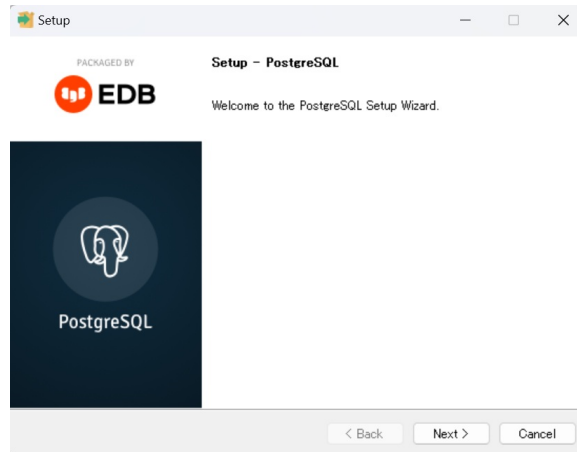 Setup
PACKAGED BY
EDB
Setup - PostgreSQL
Welcome to the PostgreSQL Setup Wizard.
PostgreSQL
< Back
Next >
Cancel